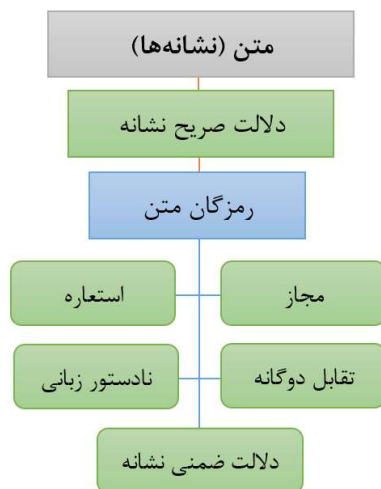 متن (نشانه‌ها)
دلالت صریح نشانه
رمزگان متن
مجاز
استعاره
تقابل دوگانه
نادستور زبانی
دلالت ضمنی نشانه